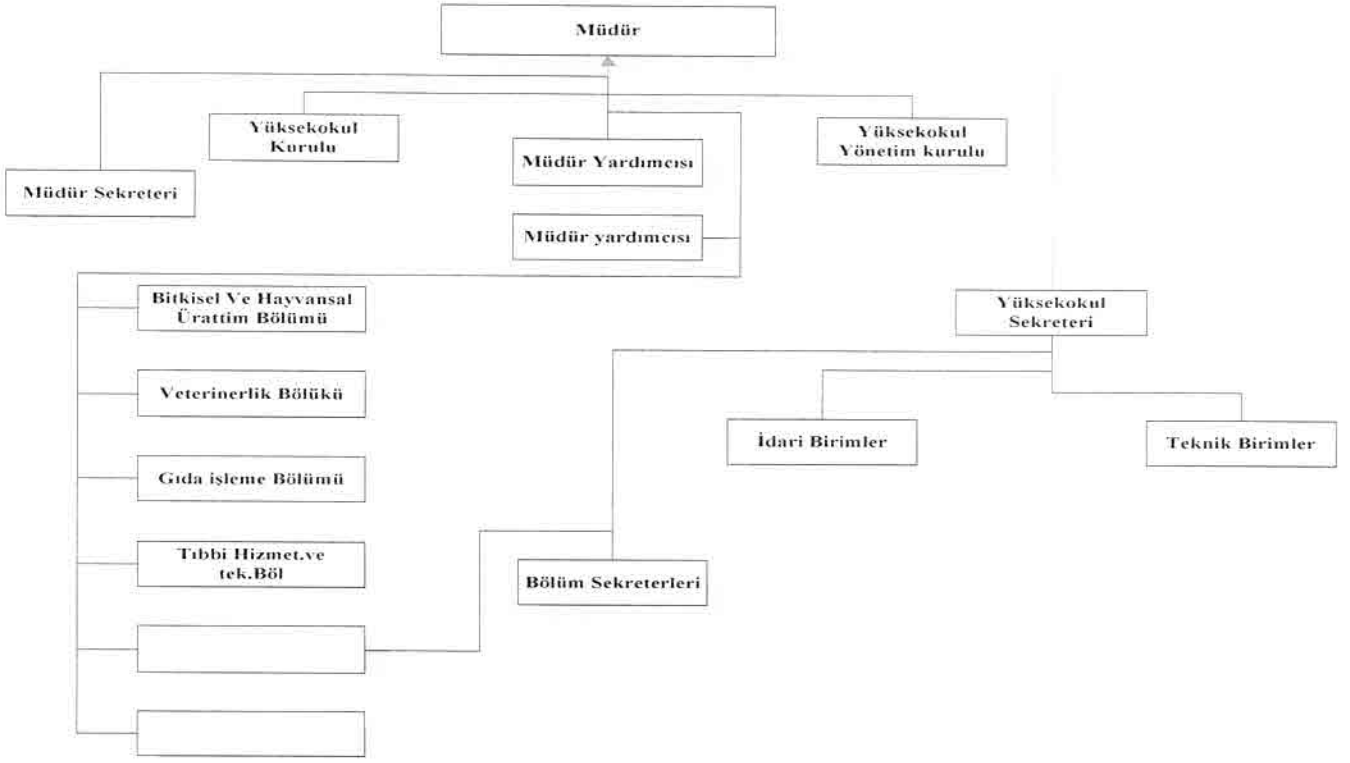 Müdür
Yüksekokul
Kurulu
Yüksekokul
Yönetim kurulu
Müdür Yardımcısı
Müdür Sekreteri
Müdür yardımcısı
Bitkisel Ve Hayvansal
Ürattim Bölümü
Yüksekokul
Sekreteri
Veterinerlik Bölükü
İdari Birimler
Teknik Birimler
Gıda işleme Bölümü
Tıbbi Hizmet.ve
tek.Böl
Bölüm Sekreterleri